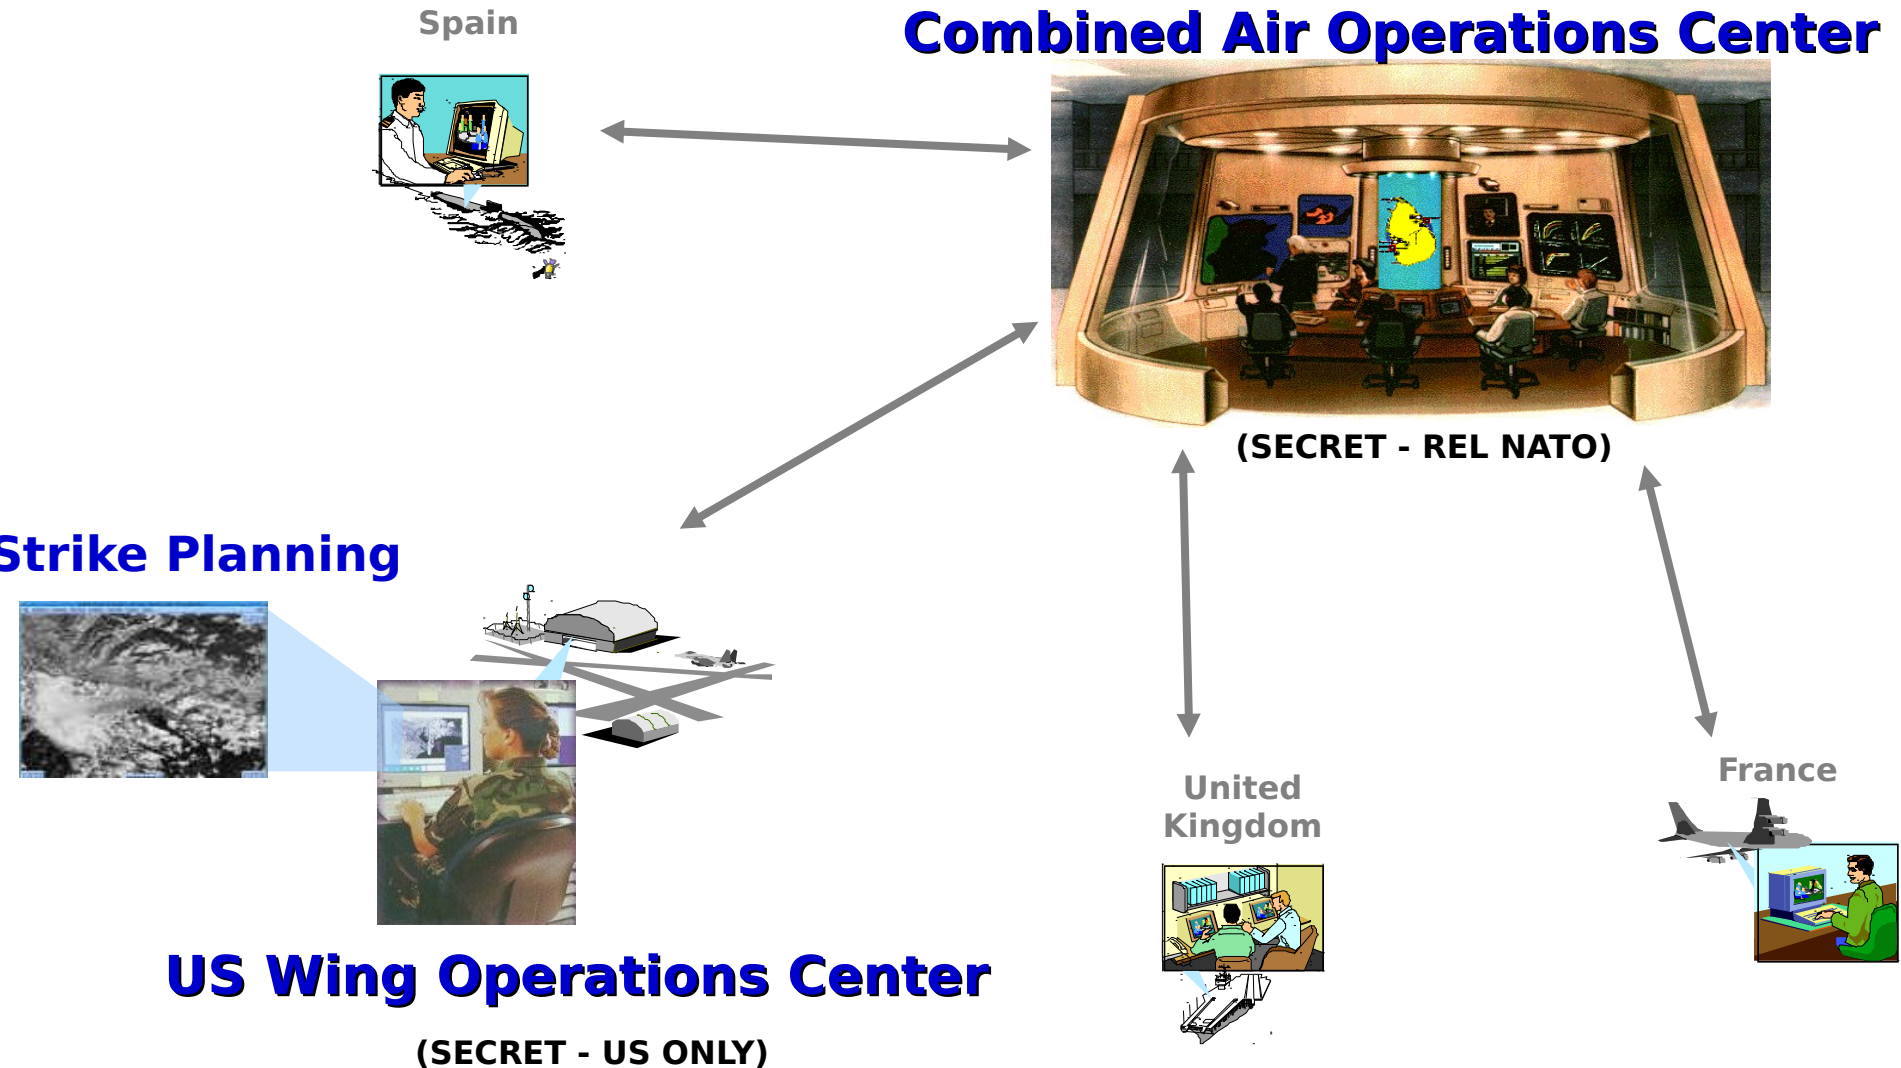 Spain
Combined Air Operations Center
(SECRET - REL NATO)
Strike Planning
United
Kingdom
France
US Wing Operations Center
(SECRET - US ONLY)